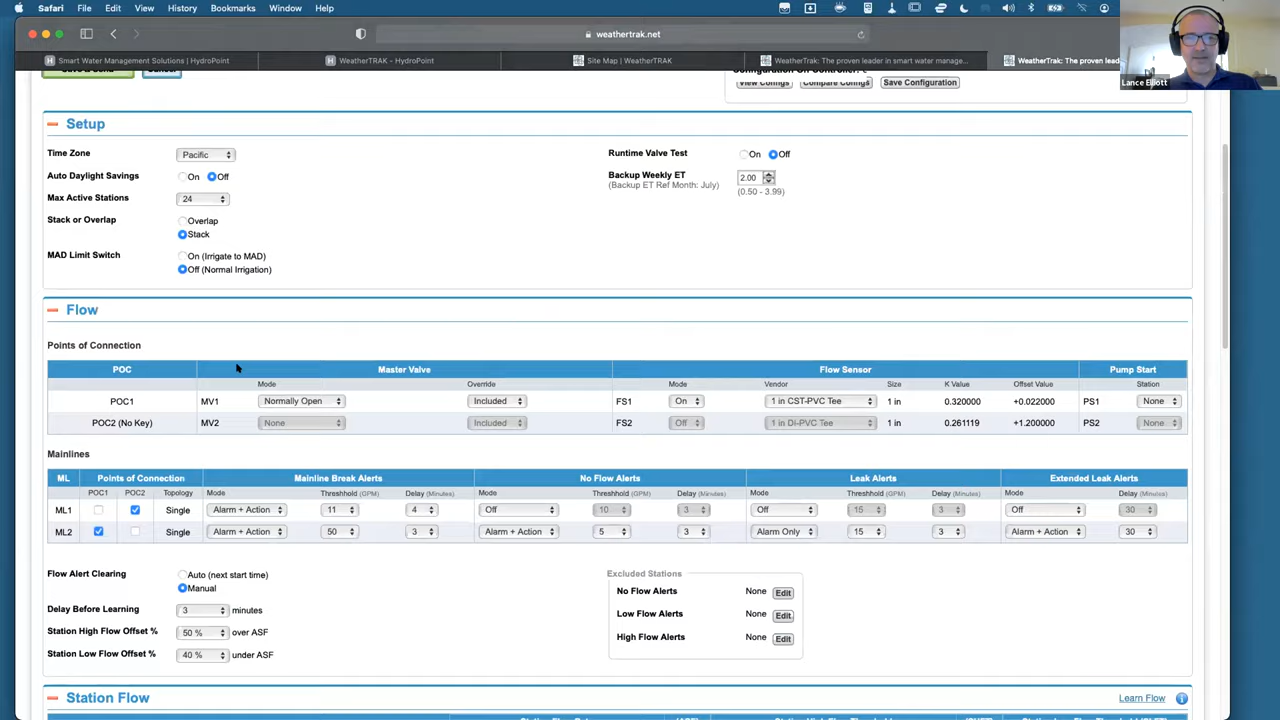 Safari File Edit View History Bookmarks Window Help
weathertrak.net
Smart Water Management Solutions | HydroPoint
WeatherTRAK - HydroPoint
Site Map | WeatherTRAK
WeatherTrak: The proven leader in smart water manage...
WeatherTrak: The proven lead
Lance Elliott
View Configs Compare Configs Save Configuration
Setup
Time Zone Pacific
Runtime Valve Test On Off
Auto Daylight Savings On Off
Backup Weekly ET 2.00
(Backup ET Ref Month: July) (0.50 - 3.99)
Max Active Stations 24
Stack or Overlap Overlap
Stack
MAD Limit Switch On (Irrigate to MAD)
Off (Normal Irrigation)
Flow
Points of Connection
POC Master Valve Flow Sensor Pump Start
Mode Override Mode Vendor Size K Value Offset Value Station
POC1 MV1 Normally Open Included FS1 On 1 in CST-PVC Tee 1 in 0.320000 +0.022000 PS1 None
POC2 (No Key) MV2 None Included FS2 Off 1 in DI-PVC Tee 1 in 0.261119 +1.200000 PS2 None
Mainlines
ML Points of Connection Mainline Break Alerts No Flow Alerts Leak Alerts Extended Leak Alerts
POC1 POC2 Topology Mode Threshhold (GPM) Delay (Minutes) Mode Threshhold (GPM) Delay (Minutes) Mode Threshhold (GPM) Delay (Minutes) Mode Delay (Minutes)
ML1 Single Alarm + Action 11 4 Off 10 3 Off 15 3 Off 30
ML2 Single Alarm + Action 50 3 Alarm + Action 5 3 Alarm Only 15 3 Alarm + Action 30
Flow Alert Clearing Auto (next start time)
Manual
Delay Before Learning 3 minutes
Station High Flow Offset % 50 % over ASF
Station Low Flow Offset % 40 % under ASF
Excluded Stations
No Flow Alerts None Edit
Low Flow Alerts None Edit
High Flow Alerts None Edit
Station Flow
Learn Flow